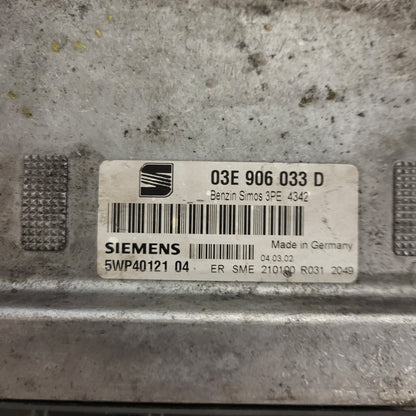 03E 906 033 D
Benzin Simos 3PE 4342
SIEMENS
Made in Germany
04.03.02
5WP40121 04
ER SME 210100 R031 2049